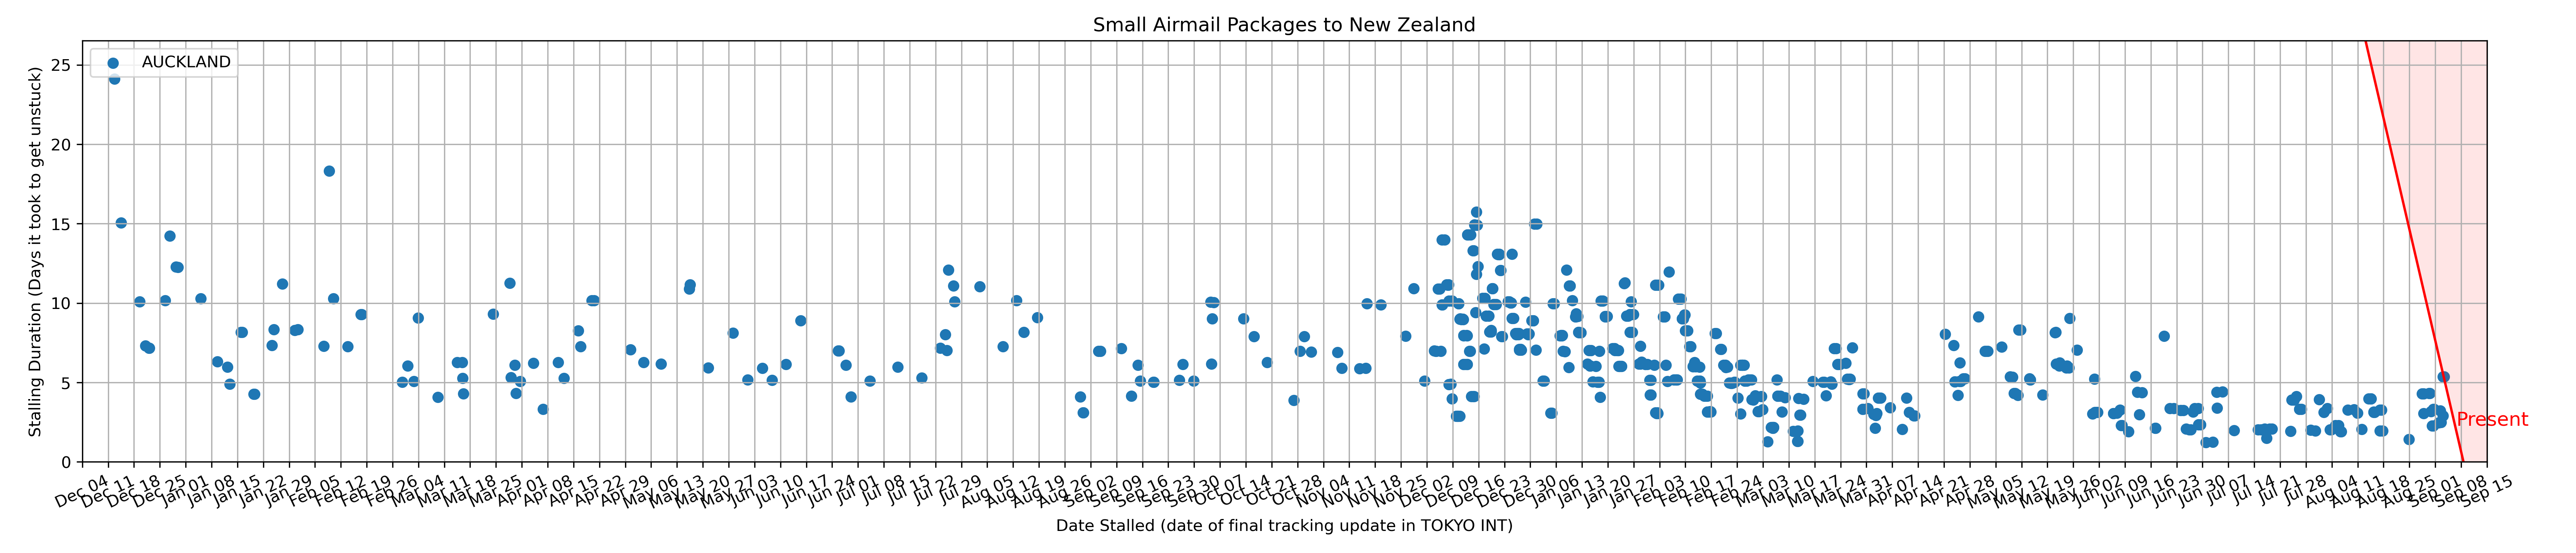 Small Airmail Packages to New Zealand
AUCKLAND
Stalling Duration (Days it took to get unstuck)
25
20
15
10
5
0
Present
Dec 04 Dec 11 Dec 18 Dec 25 Jan 01 Jan 08 Jan 15 Jan 22 Jan 29 Feb 05 Feb 12 Feb 19 Feb 26 Mar 04 Mar 11 Mar 18 Mar 25 Apr 01 Apr 08 Apr 15 Apr 22 Apr 29 May 06 May 13 May 20 May 27 Jun 03 Jun 10 Jun 17 Jun 24 Jul 01 Jul 08 Jul 15 Jul 22 Jul 29 Aug 05 Aug 12 Aug 19 Aug 26 Sep 02 Sep 09 Sep 16 Sep 23 Sep 30 Oct 07 Oct 14 Oct 21 Oct 28 Nov 04 Nov 11 Nov 18 Nov 25 Dec 02 Dec 09 Dec 16 Dec 23 Dec 30 Jan 06 Jan 13 Jan 20 Jan 27 Feb 03 Feb 10 Feb 17 Feb 24 Mar 03 Mar 10 Mar 17 Mar 24 Mar 31 Apr 07 Apr 14 Apr 21 Apr 28 May 05 May 12 May 19 May 26 Jun 02 Jun 09 Jun 16 Jun 23 Jun 30 Jul 07 Jul 14 Jul 21 Jul 28 Aug 04 Aug 11 Aug 18 Aug 25 Sep 01 Sep 08 Sep 15
Date Stalled (date of final tracking update in TOKYO INT)